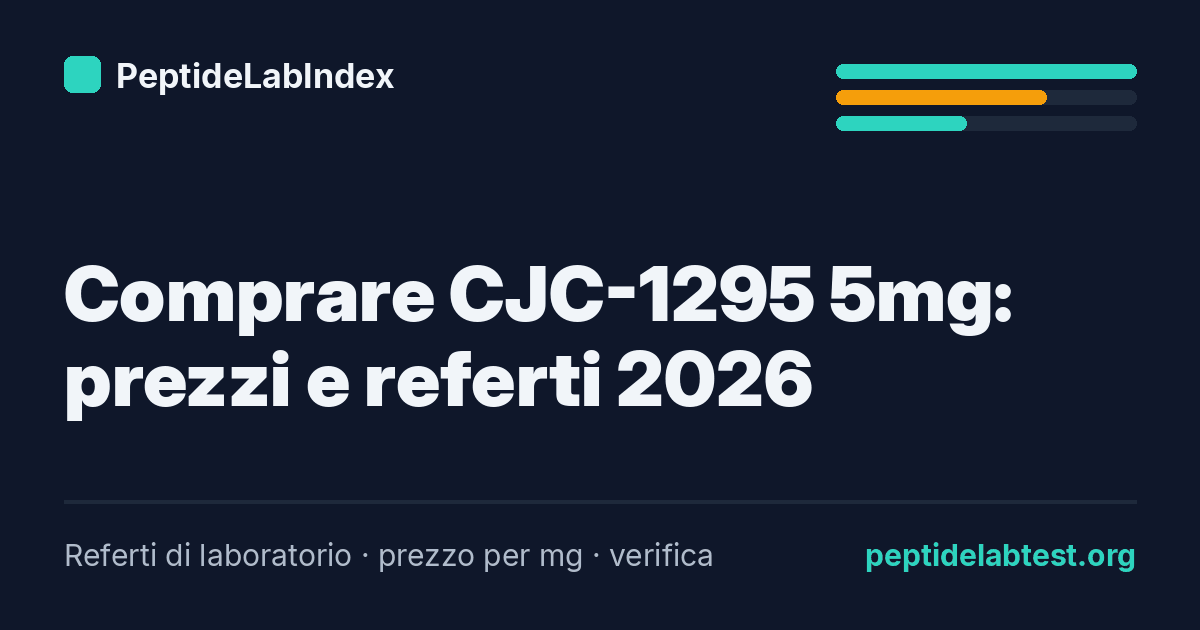 PeptideLabIndex
Comprare CJC-1295 5mg:
prezzi e referti 2026
Referti di laboratorio · prezzo per mg · verifica
peptidelabtest.org